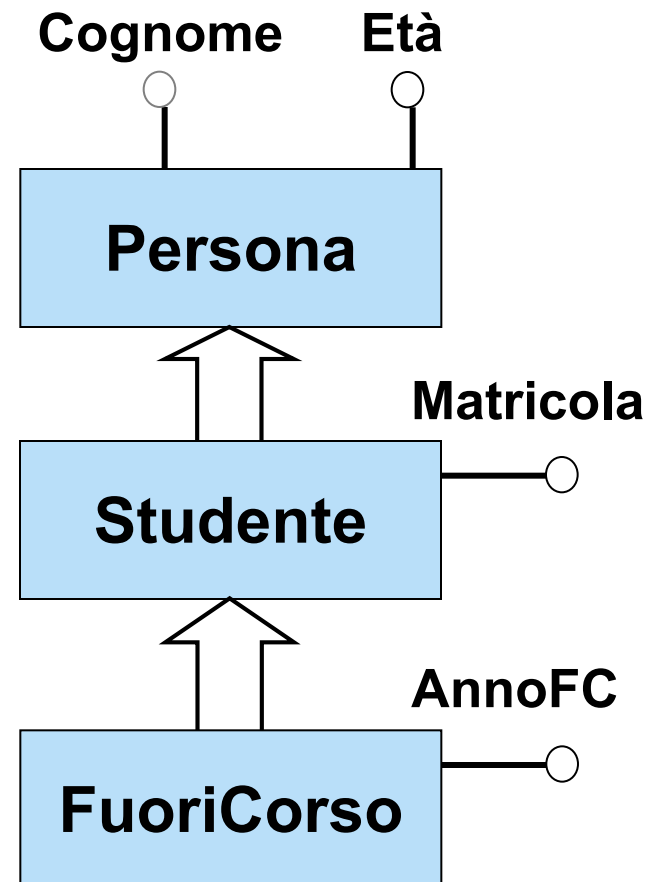 Cognome Età
Persona
Matricola
Studente
AnnoFC
FuoriCorso